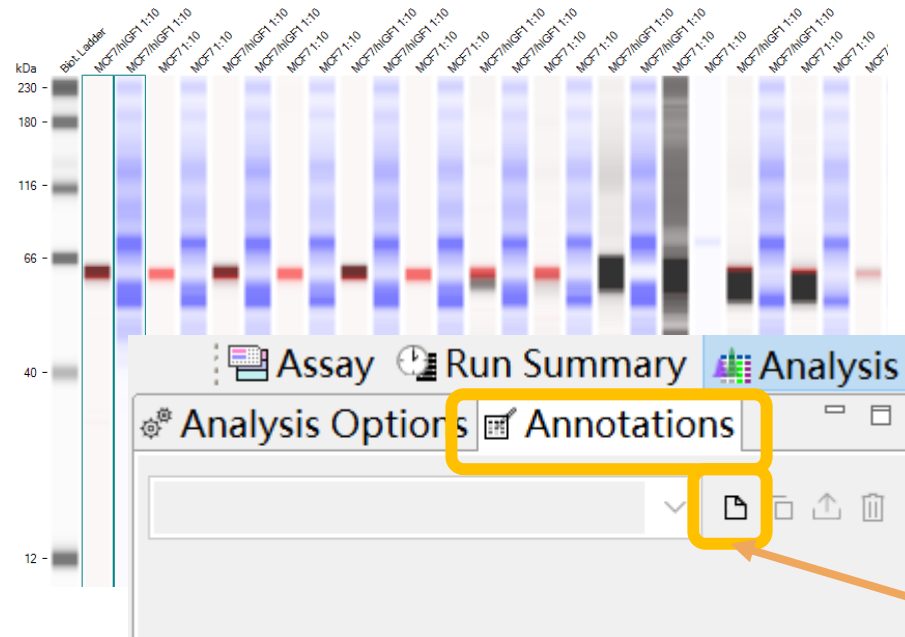 Biot. Ladder
MCF7/hIGF1 1:10
MCF7/hIGF1 1:10
MCF7 1:10
MCF7 1:10
MCF7/hIGF1 1:10
MCF7/hIGF1 1:10
MCF7 1:10
MCF7 1:10
MCF7/hIGF1 1:10
MCF7/hIGF1 1:10
MCF7 1:10
MCF7 1:10
MCF7/hIGF1 1:10
MCF7/hIGF1 1:10
MCF7 1:10
MCF7 1:10
MCF7/hIGF1 1:10
MCF7/hIGF1 1:10
MCF7 1:10
MCF7 1:10
MCF7/hIGF1 1:10
MCF7/hIGF1 1:10
MCF7 1:10
MCF7 1:10
MCF7
kDa
230
180
116
66
40
12
Assay Run Summary Analysis
Analysis Options Annotations